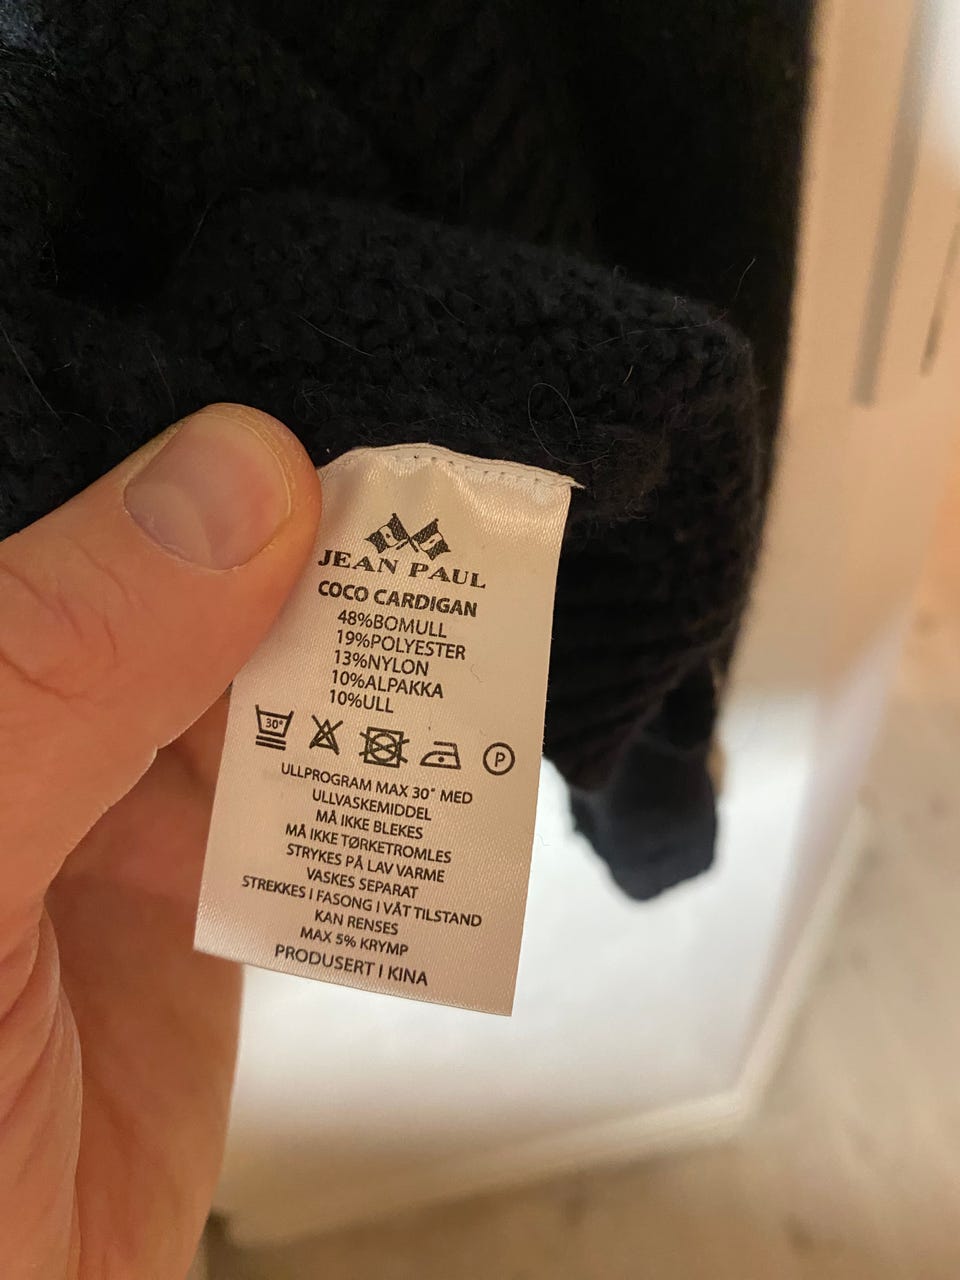 JEAN PAUL
COCO CARDIGAN
48%BOMULL
19%POLYESTER
13%NYLON
10%ALPAKKA
10%ULL
30° P
ULLPROGRAM MAX 30° MED
ULLVASKEMIDDEL
MÅ IKKE BLEKES
MÅ IKKE TØRKETROMLES
STRYKES PÅ LAV VARME
VASKES SEPARAT
STREKKES I FASONG I VÅT TILSTAND
KAN RENSES
MAX 5% KRYMP
PRODUSERT I KINA